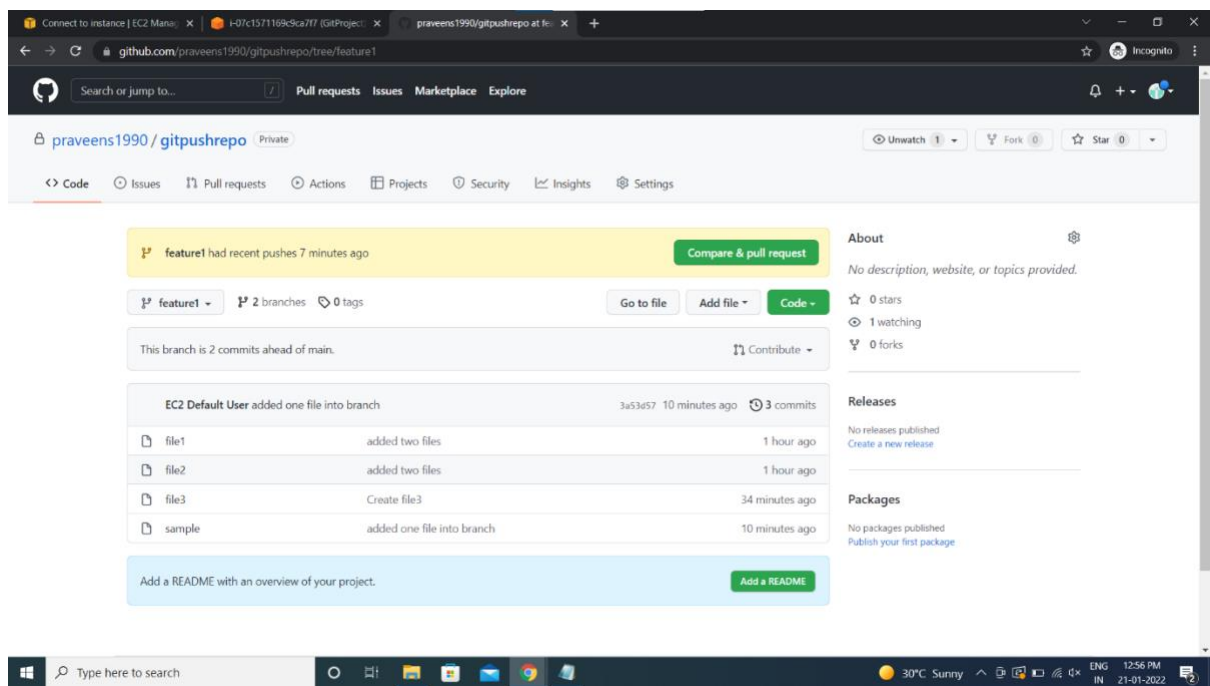 Connect to instance | EC2 Manag
i-07c1571169c9ca7f7 (GitProject
praveens1990/gitpushrepo at fea
github.com/praveens1990/gitpushrepo/tree/feature1
Incognito
Search or jump to... /
Pull requests Issues Marketplace Explore
praveens1990 / gitpushrepo Private
Unwatch 1 Fork 0 Star 0
<> Code Issues Pull requests Actions Projects Security Insights Settings
feature1 had recent pushes 7 minutes ago Compare & pull request
feature1 2 branches 0 tags Go to file Add file Code
This branch is 2 commits ahead of main. Contribute
EC2 Default User added one file into branch 3a53d57 10 minutes ago 3 commits
file1 added two files 1 hour ago
file2 added two files 1 hour ago
file3 Create file3 34 minutes ago
sample added one file into branch 10 minutes ago
Add a README with an overview of your project. Add a README
About
No description, website, or topics provided.
0 stars
1 watching
0 forks
Releases
No releases published
Create a new release
Packages
No packages published
Publish your first package
Type here to search
30°C Sunny
ENG
IN
12:56 PM
21-01-2022
2